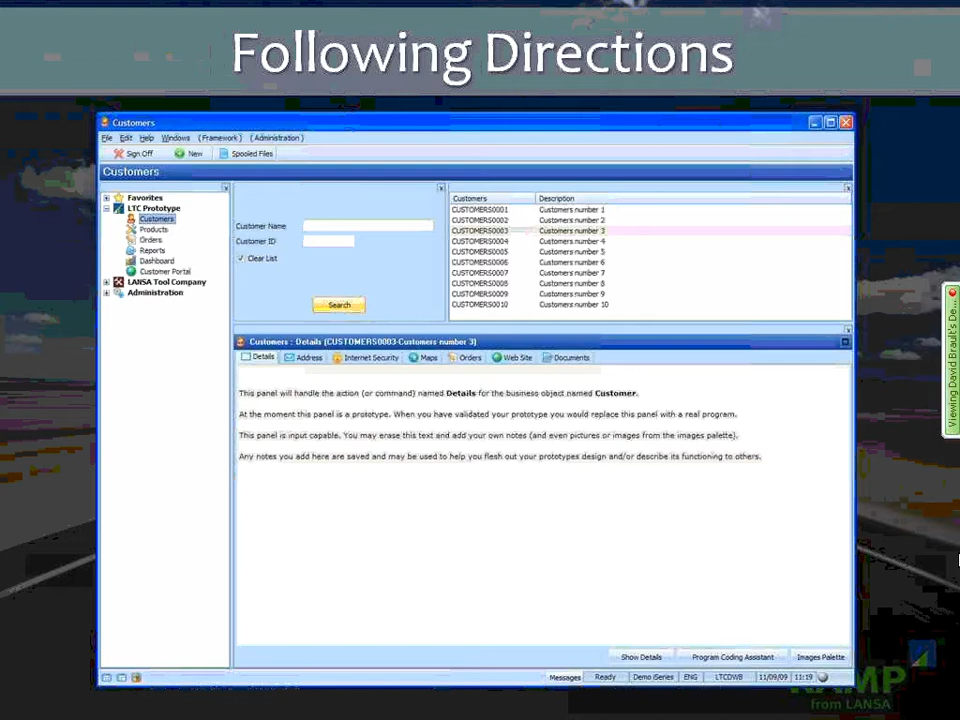 Following Directions
Customers
File Edit Help Windows (Framework) (Administration)
Sign Off New Spooled Files
Customers
Favorites
LTC Prototype
Customers
Products
Orders
Reports
Dashboard
Customer Portal
LANSA Tool Company
Administration
Customer Name
Customer ID
Clear List
Search
Customers Description
CUSTOMERS0001 Customers number 1
CUSTOMERS0002 Customers number 2
CUSTOMERS0003 Customers number 3
CUSTOMERS0004 Customers number 4
CUSTOMERS0005 Customers number 5
CUSTOMERS0006 Customers number 6
CUSTOMERS0007 Customers number 7
CUSTOMERS0008 Customers number 8
CUSTOMERS0009 Customers number 9
CUSTOMERS0010 Customers number 10
Customers : Details (CUSTOMERS0003-Customers number 3)
Details Address Internet Security Maps Orders Web Site Documents
This panel will handle the action (or command) named Details for the business object named Customer.
At the moment this panel is a prototype. When you have validated your prototype you would replace this panel with a real program.
This panel is input capable. You may erase this text and add your own notes (and even pictures or images from the images palette).
Any notes you add here are saved and may be used to help you flesh out your prototypes design and/or describe its functioning to others.
Show Details Program Coding Assistant Images Palette
Messages Ready Demo iSeries ENG LTCDWB 11/09/09 11:19
RAMP
from LANSA
Viewing David Brault's De...